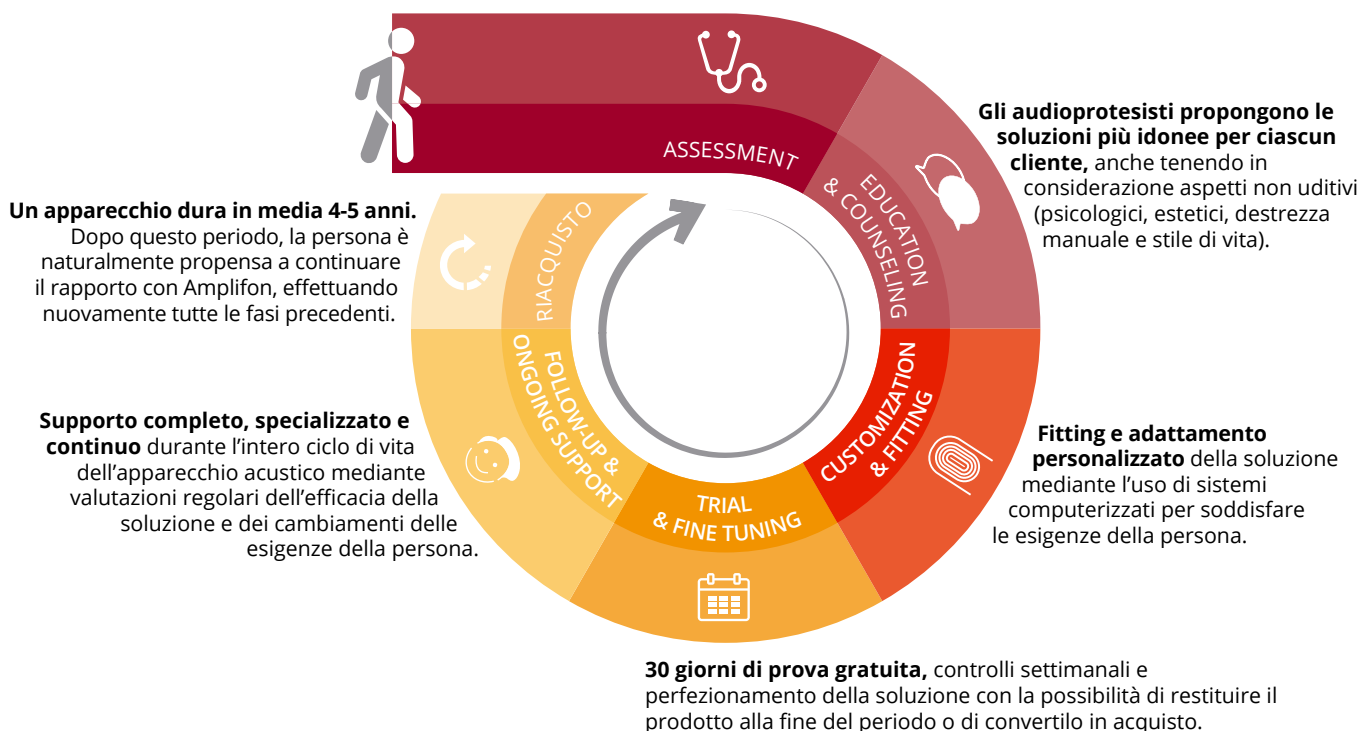 ASSESSMENT
EDUCATION
& COUNSELING
Gli audioprotesisti propongono le
soluzioni più idonee per ciascun
cliente, anche tenendo in
considerazione aspetti non uditivi
(psicologici, estetici, destrezza
manuale e stile di vita).
CUSTOMIZATION
& FITTING
Fitting e adattamento
personalizzato della soluzione
mediante l’uso di sistemi
computerizzati per soddisfare
le esigenze della persona.
TRIAL
& FINE TUNING
30 giorni di prova gratuita, controlli settimanali e
perfezionamento della soluzione con la possibilità di restituire il
prodotto alla fine del periodo o di convertilo in acquisto.
FOLLOW-UP &
ONGOING SUPPORT
Supporto completo, specializzato e
continuo durante l’intero ciclo di vita
dell’apparecchio acustico mediante
valutazioni regolari dell’efficacia della
soluzione e dei cambiamenti delle
esigenze della persona.
RIACQUISTO
Un apparecchio dura in media 4-5 anni.
Dopo questo periodo, la persona è
naturalmente propensa a continuare
il rapporto con Amplifon, effettuando
nuovamente tutte le fasi precedenti.